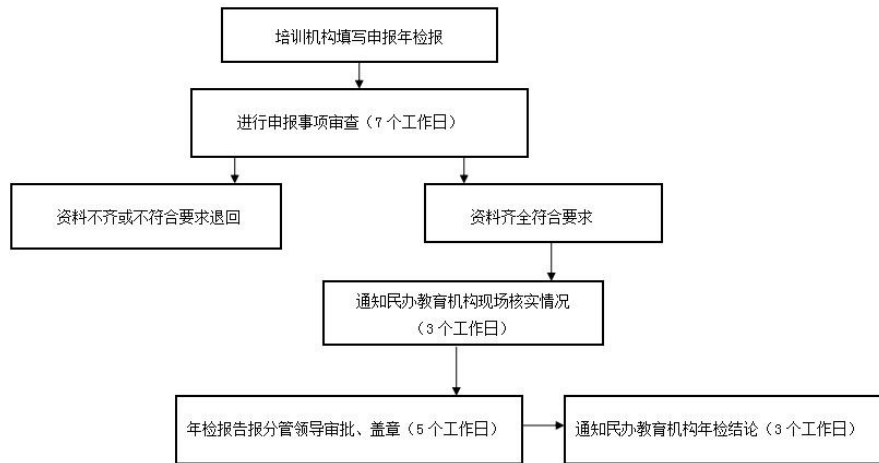 培训机构填写申报年检报
进行申报事项审查（7个工作日）
资料不齐或不符合要求退回
资料齐全符合要求
通知民办教育机构现场核实情况
（3个工作日）
年检报告报分管领导审批、盖章（5个工作日）
通知民办教育机构年检结论（3个工作日）